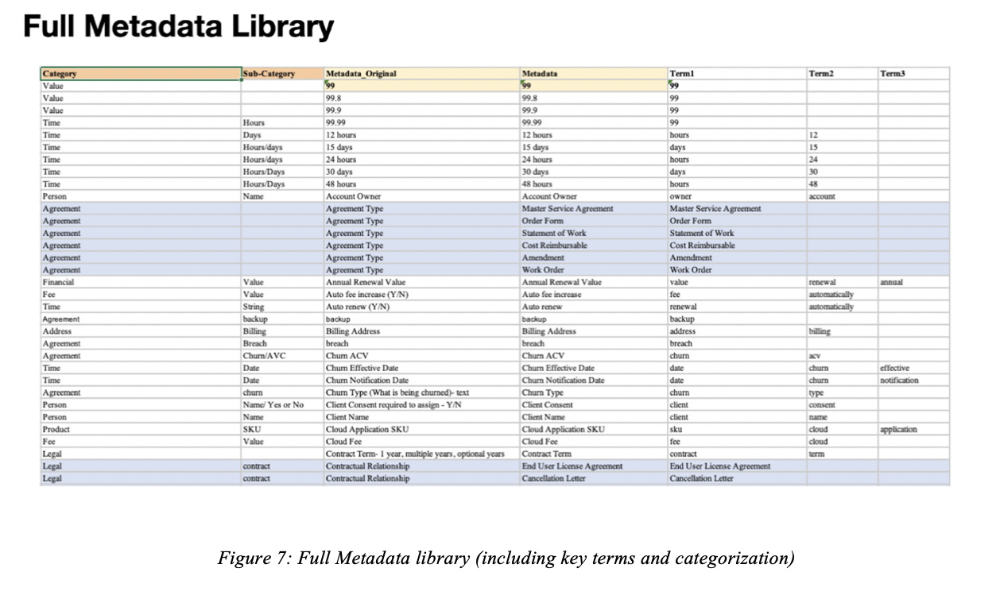 Full Metadata Library
Category Sub-Category Metadata_Original Metadata Term1 Term2 Term3
Value 99 99 99
Value 99.8 99.8 99
Value 99.9 99.9 99
Time Hours 99.99 99.99 99
Time Days 12 hours 12 hours hours 12
Time Hours/days 15 days 15 days days 15
Time Hours/days 24 hours 24 hours hours 24
Time Hours/Days 30 days 30 days days 30
Time Hours/Days 48 hours 48 hours hours 48
Person Name Account Owner Account Owner owner account
Agreement Agreement Type Master Service Agreement Master Service Agreement
Agreement Agreement Type Order Form Order Form
Agreement Agreement Type Statement of Work Statement of Work
Agreement Agreement Type Cost Reimbursable Cost Reimbursable
Agreement Agreement Type Amendment Amendment
Agreement Agreement Type Work Order Work Order
Financial Value Annual Renewal Value Annual Renewal Value value renewal annual
Fee Value Auto fee increase (Y/N) Auto fee increase fee automatically
Time String Auto renew (Y/N) Auto renew renewal automatically
Agreement backup backup backup backup
Address Billing Billing Address Billing Address address billing
Agreement Breach breach breach breach
Agreement Churn/AVC Churn ACV Churn ACV churn acv
Time Date Churn Effective Date Churn Effective Date date churn effective
Time Date Churn Notification Date Churn Notification Date date churn notification
Agreement churn Churn Type (What is being churned)- text Churn Type churn type
Person Name/ Yes or No Client Consent required to assign - Y/N Client Consent client consent
Person Name Client Name Client Name client name
Product SKU Cloud Application SKU Cloud Application SKU sku cloud application
Fee Value Cloud Fee Cloud Fee fee cloud
Legal Contract Term- 1 year, multiple years, optional years Contract Term contract term
Legal contract Contractual Relationship End User License Agreement End User License Agreement
Legal contract Contractual Relationship Cancellation Letter Cancellation Letter
Figure 7: Full Metadata library (including key terms and categorization)